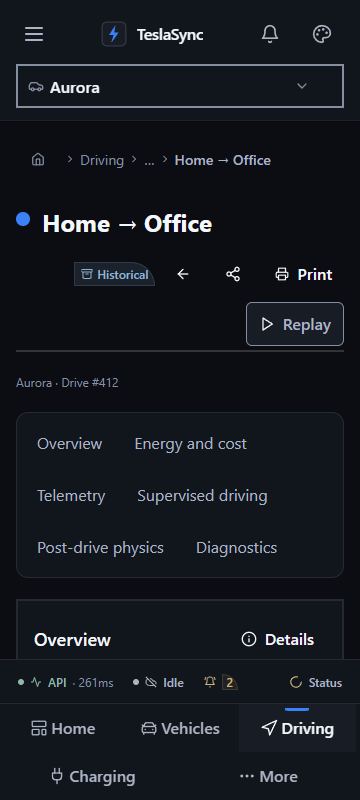 TeslaSync
Aurora
Driving ... Home → Office
Home → Office
Historical Print
Replay
Aurora · Drive #412
Overview Energy and cost
Telemetry Supervised driving
Post-drive physics Diagnostics
Overview Details
API · 261ms Idle 2 Status
Home Vehicles Driving
Charging More